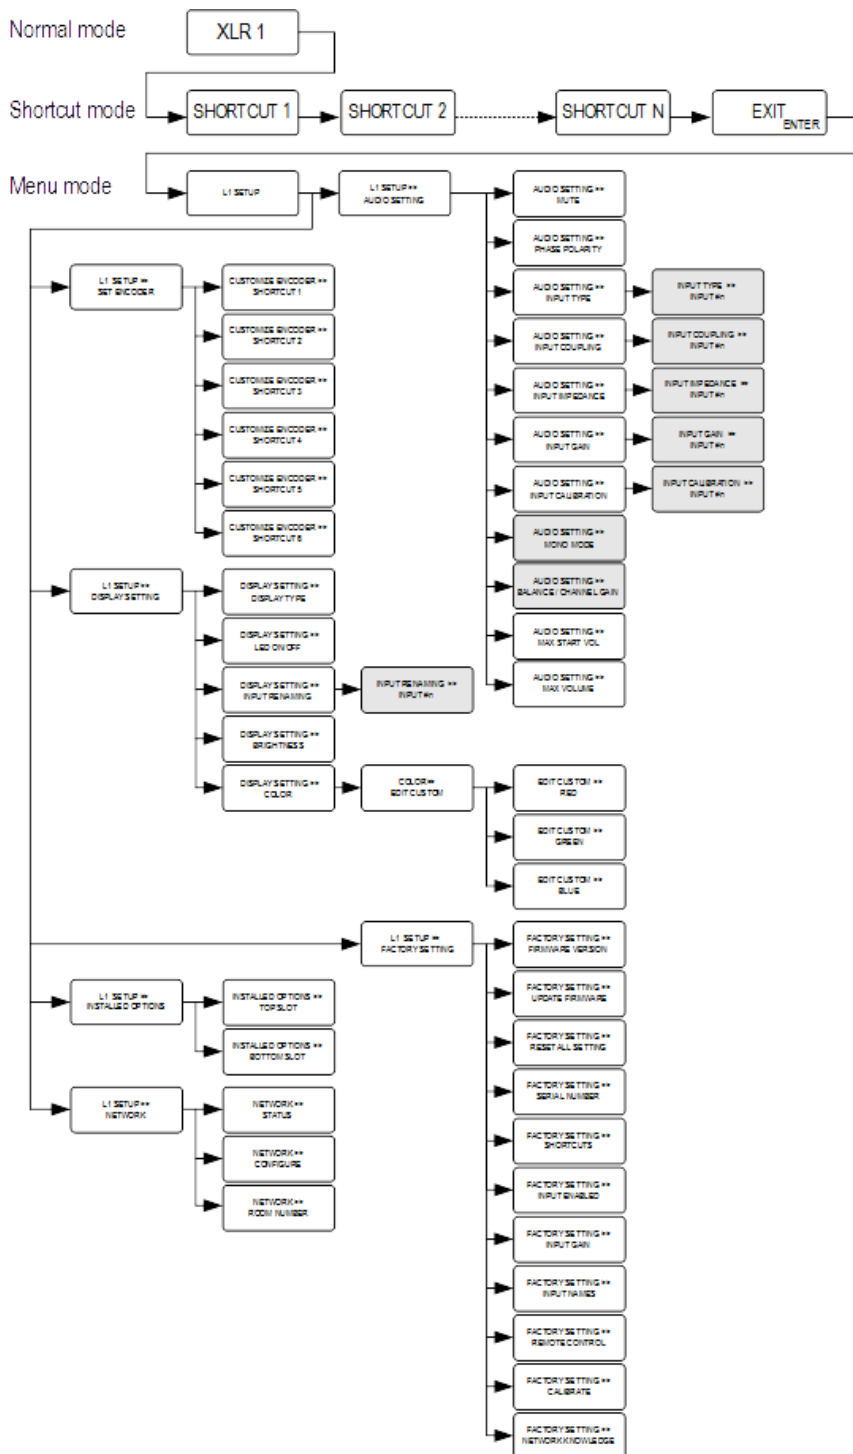 Normal mode
XLR 1
Shortcut mode
SHORTCUT 1
SHORTCUT 2
SHORTCUT N
EXIT
ENTER
Menu mode
L1 SETUP
L1 SETUP **
AUDIO SETTING
AUDIO SETTING **
MUTE
AUDIO SETTING **
PHASE POLARITY
AUDIO SETTING **
INPUT TYPE
INPUT TYPE **
INPUT #n
AUDIO SETTING **
INPUT COUPLING
INPUT COUPLING **
INPUT #n
AUDIO SETTING **
INPUT IMPEDANCE
INPUT IMPEDANCE **
INPUT #n
AUDIO SETTING **
INPUT GAIN
INPUT GAIN **
INPUT #n
AUDIO SETTING **
INPUT CALIBRATION
INPUT CALIBRATION **
INPUT #n
AUDIO SETTING **
MONO MODE
AUDIO SETTING **
BALANCE / CHANNEL GAIN
AUDIO SETTING **
MAX START VOL
AUDIO SETTING **
MAX VOLUME
L1 SETUP **
SET ENCODER
CUSTOMIZE ENCODER **
SHORTCUT 1
CUSTOMIZE ENCODER **
SHORTCUT 2
CUSTOMIZE ENCODER **
SHORTCUT 3
CUSTOMIZE ENCODER **
SHORTCUT 4
CUSTOMIZE ENCODER **
SHORTCUT 5
CUSTOMIZE ENCODER **
SHORTCUT 6
L1 SETUP **
DISPLAY SETTING
DISPLAY SETTING **
DISPLAY TYPE
DISPLAY SETTING **
LED ON/OFF
DISPLAY SETTING **
INPUT RENAMING
INPUT RENAMING **
INPUT #n
DISPLAY SETTING **
BRIGHTNESS
DISPLAY SETTING **
COLOR
COLOR **
EDIT CUSTOM
EDIT CUSTOM **
RED
EDIT CUSTOM **
GREEN
EDIT CUSTOM **
BLUE
L1 SETUP **
FACTORY SETTING
FACTORY SETTING **
FIRMWARE VERSION
FACTORY SETTING **
UPDATE FIRMWARE
FACTORY SETTING **
RESET ALL SETTING
FACTORY SETTING **
SERIAL NUMBER
FACTORY SETTING **
SHORTCUTS
FACTORY SETTING **
INPUT ENABLED
FACTORY SETTING **
INPUT GAIN
FACTORY SETTING **
INPUT NAMES
FACTORY SETTING **
REMOTE CONTROL
FACTORY SETTING **
CALIBRATE
FACTORY SETTING **
NETWORK KNOWLEDGE
L1 SETUP **
INSTALLED OPTIONS
INSTALLED OPTIONS **
TOP SLOT
INSTALLED OPTIONS **
BOTTOM SLOT
L1 SETUP **
NETWORK
NETWORK **
STATUS
NETWORK **
CONFIGURE
NETWORK **
ROOM NUMBER